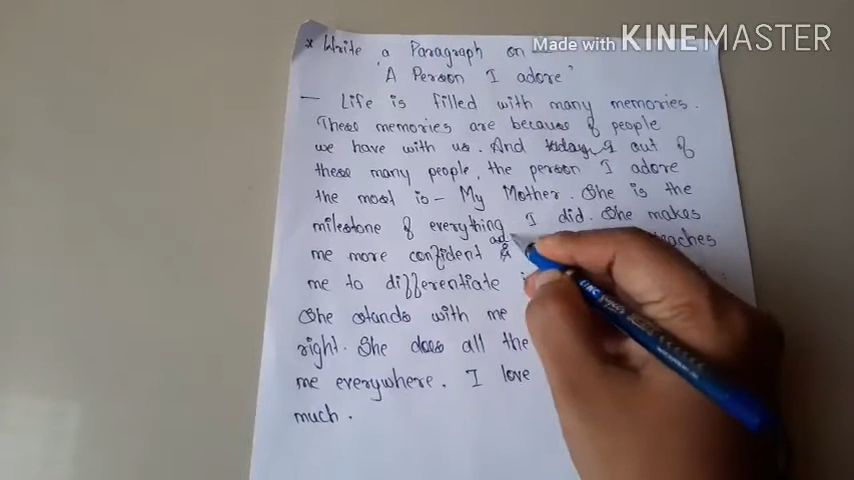 * Write a Paragraph on
'A Person I adore'
Made with KINEMASTER
— Life is filled with many memories.
These memories are because of people
we have with us. And today, out of
these many people, the person I adore
the most is - My Mother. She is the
milestone of everything I did. She makes
me more confident teaches
me to differentiate
She stands with me
right. She does all the
me everywhere. I love
much.